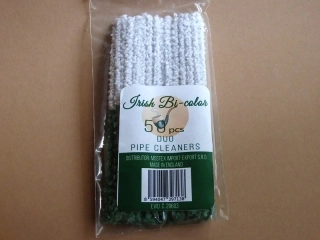 Irish Bi-color
50 pcs
DUO
PIPE CLEANERS
DISTRIBUTOR MOSTEX IMPORT EXPORT S.R.O.
MADE IN ENGLAND